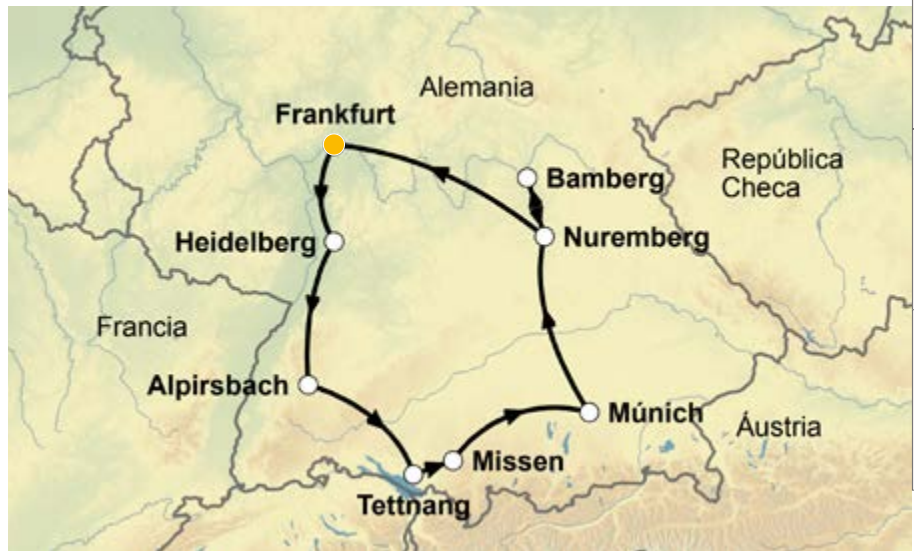 Alemania
Frankfurt
República
Checa
Bamberg
Heidelberg
Nuremberg
Francia
Alpirsbach
Múnich
Áustria
Missen
Tettnang